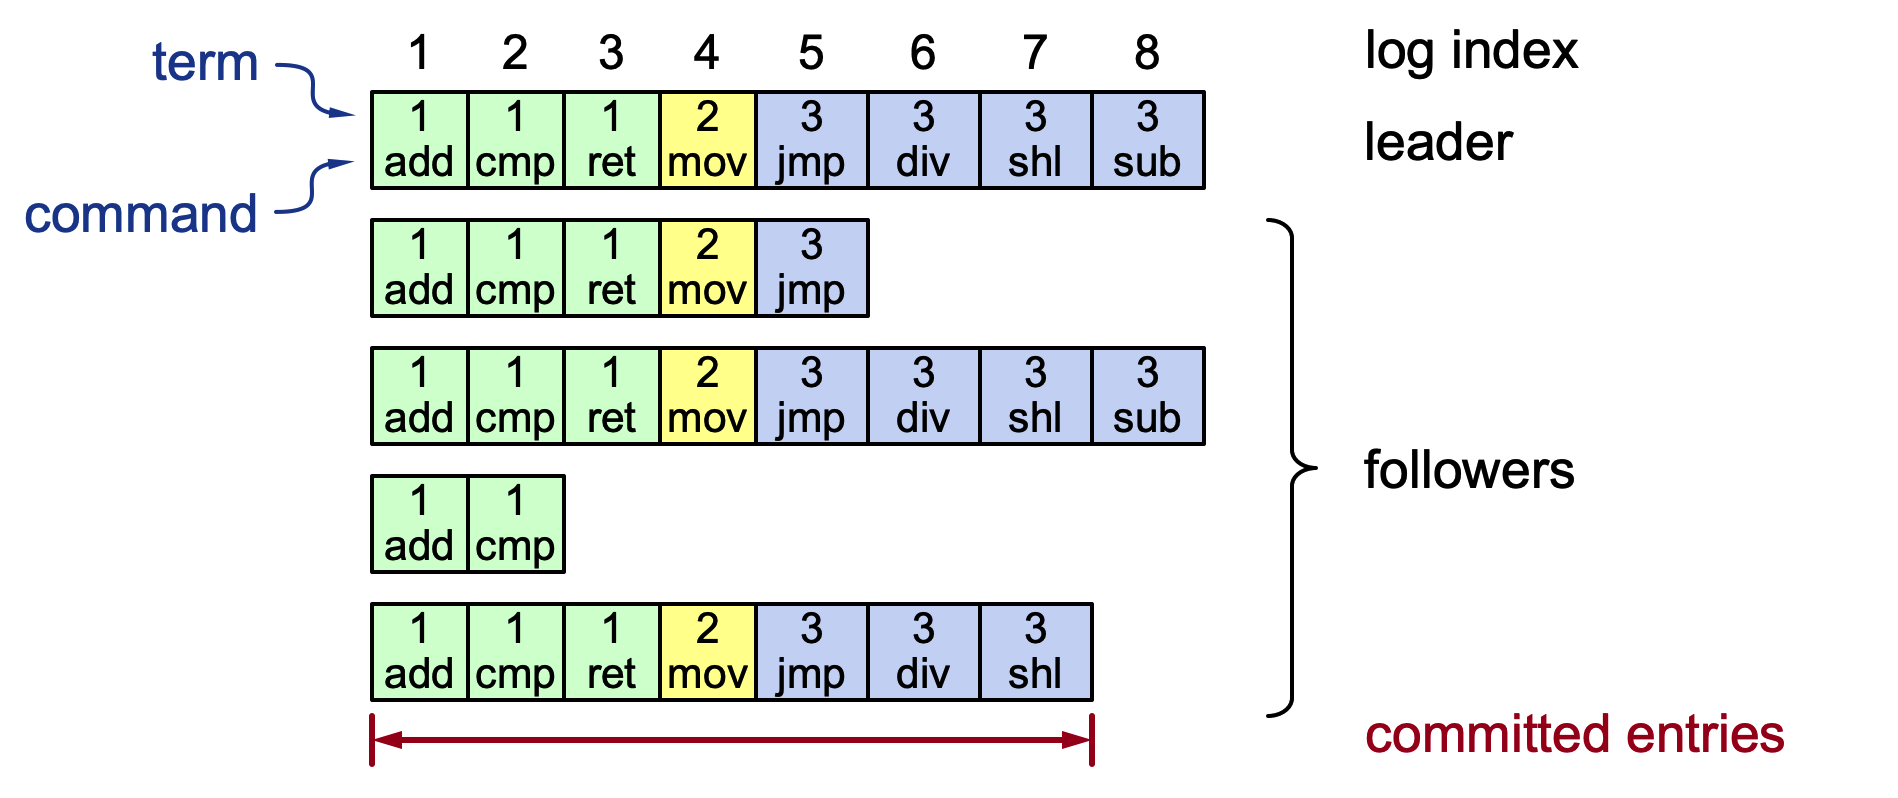 term
command
1 2 3 4 5 6 7 8 log index
1 1 1 2 3 3 3 3
add cmp ret mov jmp div shl sub
leader
1 1 1 2 3
add cmp ret mov jmp
1 1 1 2 3 3 3 3
add cmp ret mov jmp div shl sub
1 1
add cmp
1 1 1 2 3 3 3
add cmp ret mov jmp div shl
followers
committed entries